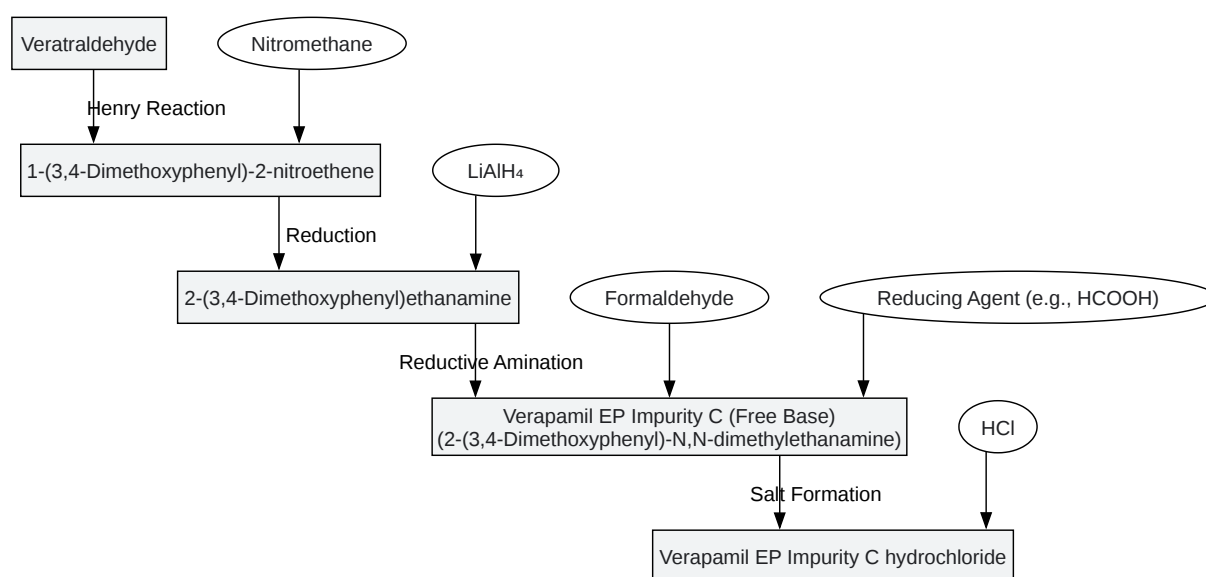 Veratraldehyde
Nitromethane
Henry Reaction
1-(3,4-Dimethoxyphenyl)-2-nitroethene
LiAlH₄
Reduction
2-(3,4-Dimethoxyphenyl)ethanamine
Formaldehyde
Reducing Agent (e.g., HCOOH)
Reductive Amination
Verapamil EP Impurity C (Free Base)
(2-(3,4-Dimethoxyphenyl)-N,N-dimethylethanamine)
HCl
Salt Formation
Verapamil EP Impurity C hydrochloride